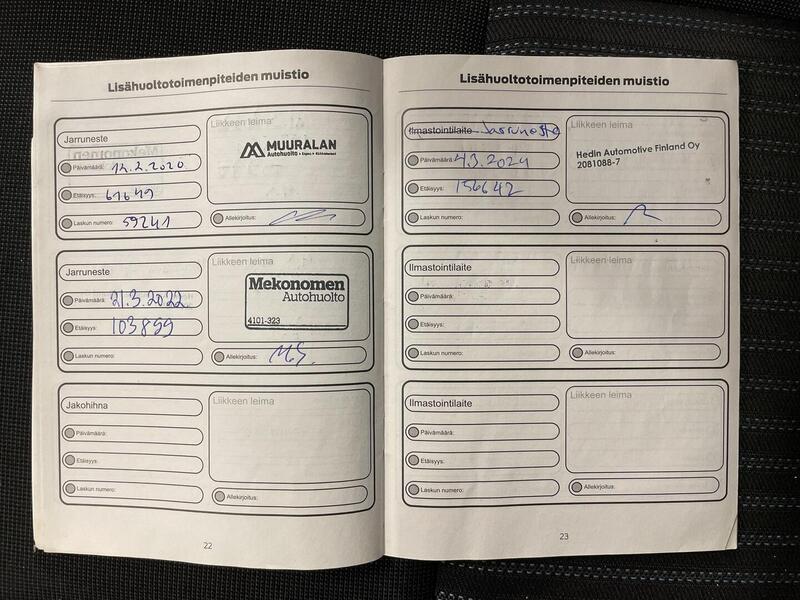 Lisähuoltotoimenpiteiden muistio
Jarruneste
Päivämäärä: 14.2.2020
Etäisyys: 61649
Laskun numero: 59241
Liikkeen leima
MUURALAN
Autohuolto
Allekirjoitus:
Jarruneste
Päivämäärä: 21.3.2022
Etäisyys: 103899
Laskun numero:
Liikkeen leima
Mekonomen
Autohuolto
4101-323
Allekirjoitus: M.S.
Jakohihna
Päivämäärä:
Etäisyys:
Laskun numero:
Liikkeen leima
Allekirjoitus:
22
Lisähuoltotoimenpiteiden muistio
Ilmastointilaite Jarruneste
Päivämäärä: 4.3.2024
Etäisyys: 156642
Laskun numero:
Liikkeen leima
Hedin Automotive Finland Oy
2081088-7
Allekirjoitus:
Ilmastointilaite
Päivämäärä:
Etäisyys:
Laskun numero:
Liikkeen leima
Allekirjoitus:
Ilmastointilaite
Päivämäärä:
Etäisyys:
Laskun numero:
Liikkeen leima
Allekirjoitus:
23